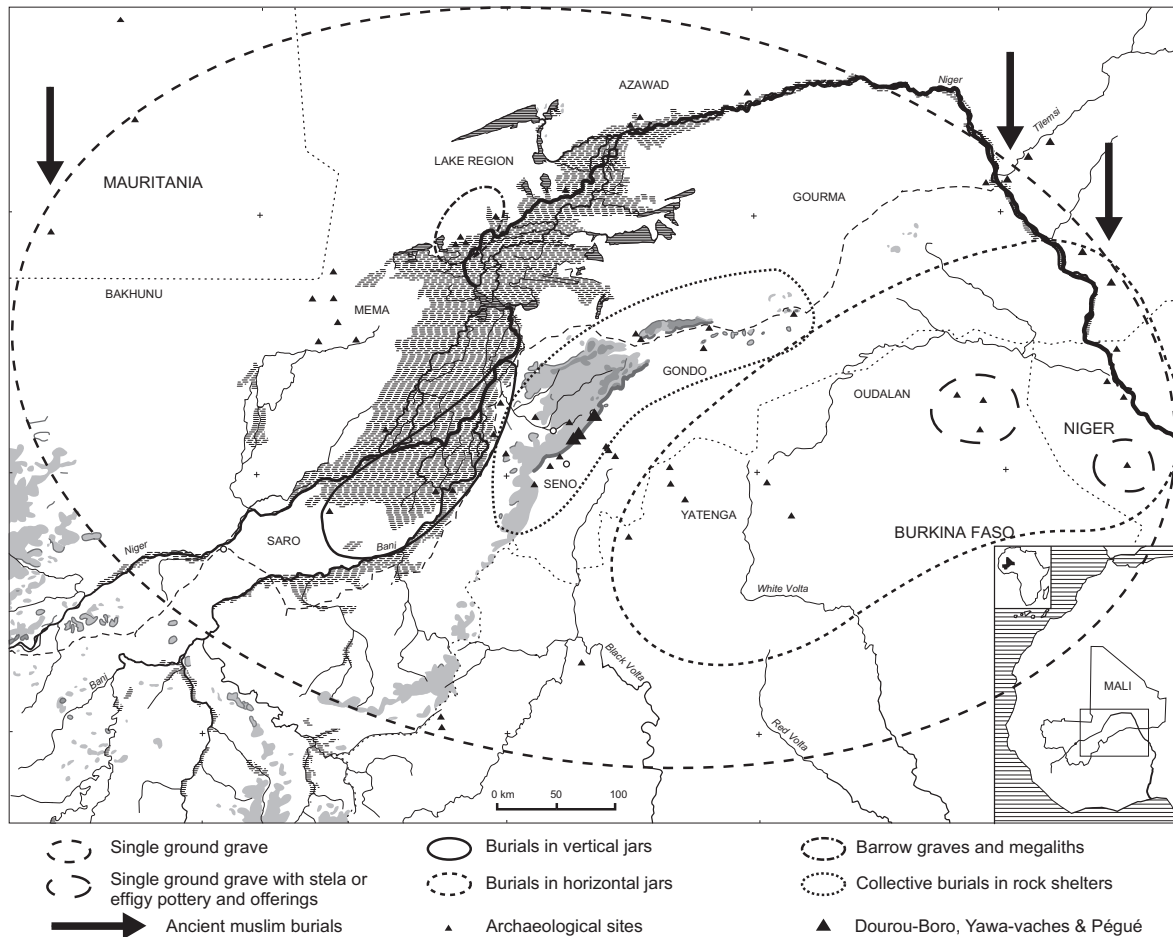 AZAWAD
Niger
Tilemsi
LAKE REGION
MAURITANIA
GOURMA
BAKHUNU
MEMA
GONDO
OUDALAN
NIGER
SENO
YATENGA
BURKINA FASO
SARO
Bani
Niger
White Volta
Bani
Black Volta
Red Volta
MALI
0 km 50 100
Single ground grave
Single ground grave with stela or
effigy pottery and offerings
Ancient muslim burials
Burials in vertical jars
Burials in horizontal jars
Archaeological sites
Barrow graves and megaliths
Collective burials in rock shelters
Dourou-Boro, Yawa-vaches & Pégué